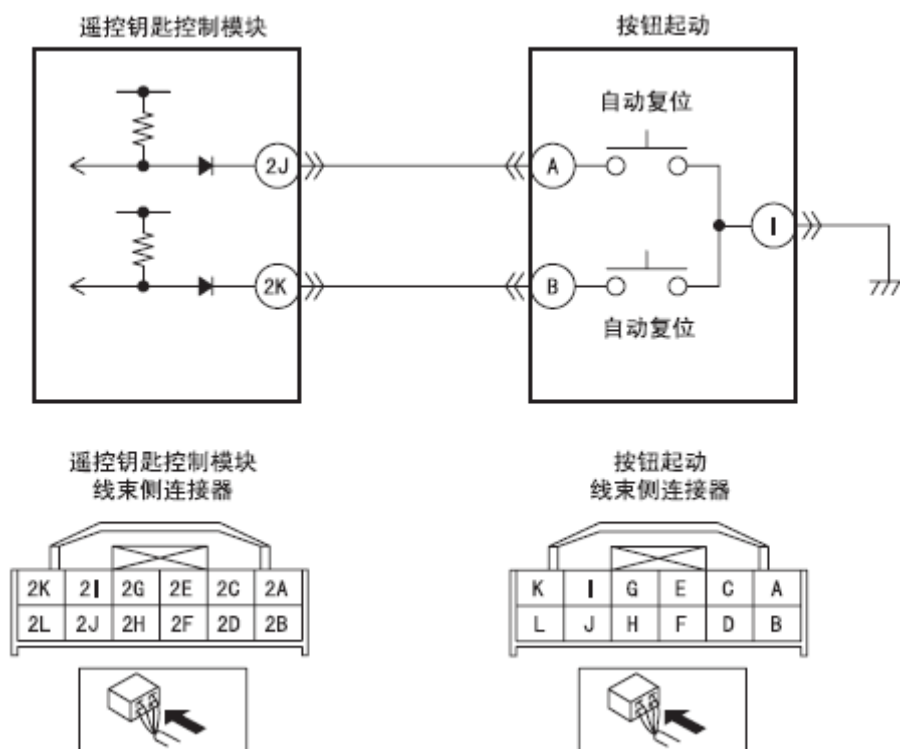 遥控钥匙控制模块
按钮起动
自动复位
2J
A
I
2K
B
自动复位
遥控钥匙控制模块
线束侧连接器
按钮起动
线束侧连接器
2K 2I 2G 2E 2C 2A
2L 2J 2H 2F 2D 2B
K I G E C A
L J H F D B